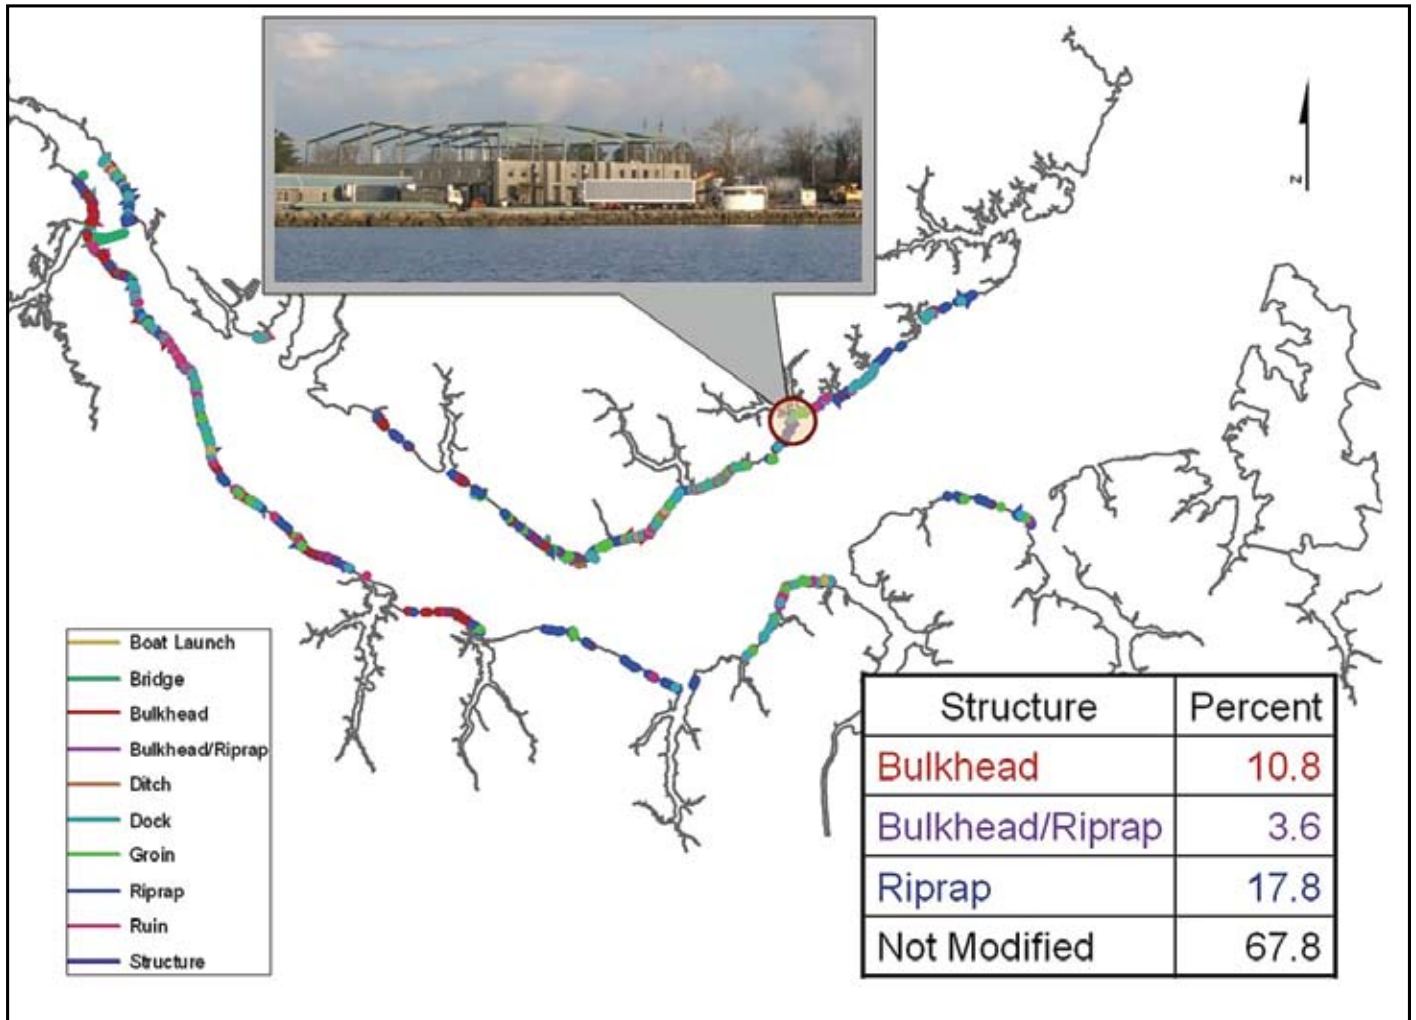 N
Boat Launch
Bridge
Bulkhead
Bulkhead/Riprap
Ditch
Dock
Groin
Riprap
Ruin
Structure
Structure Percent
Bulkhead 10.8
Bulkhead/Riprap 3.6
Riprap 17.8
Not Modified 67.8